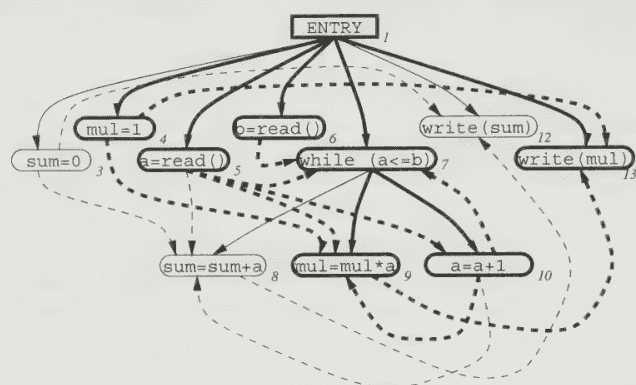 ENTRY
1
mul=1
4
b=read()
6
write(sum)
12
sum=0
3
a=read()
5
while (a<=b)
7
write(mul)
13
sum=sum+a
8
mul=mul*a
9
a=a+1
10